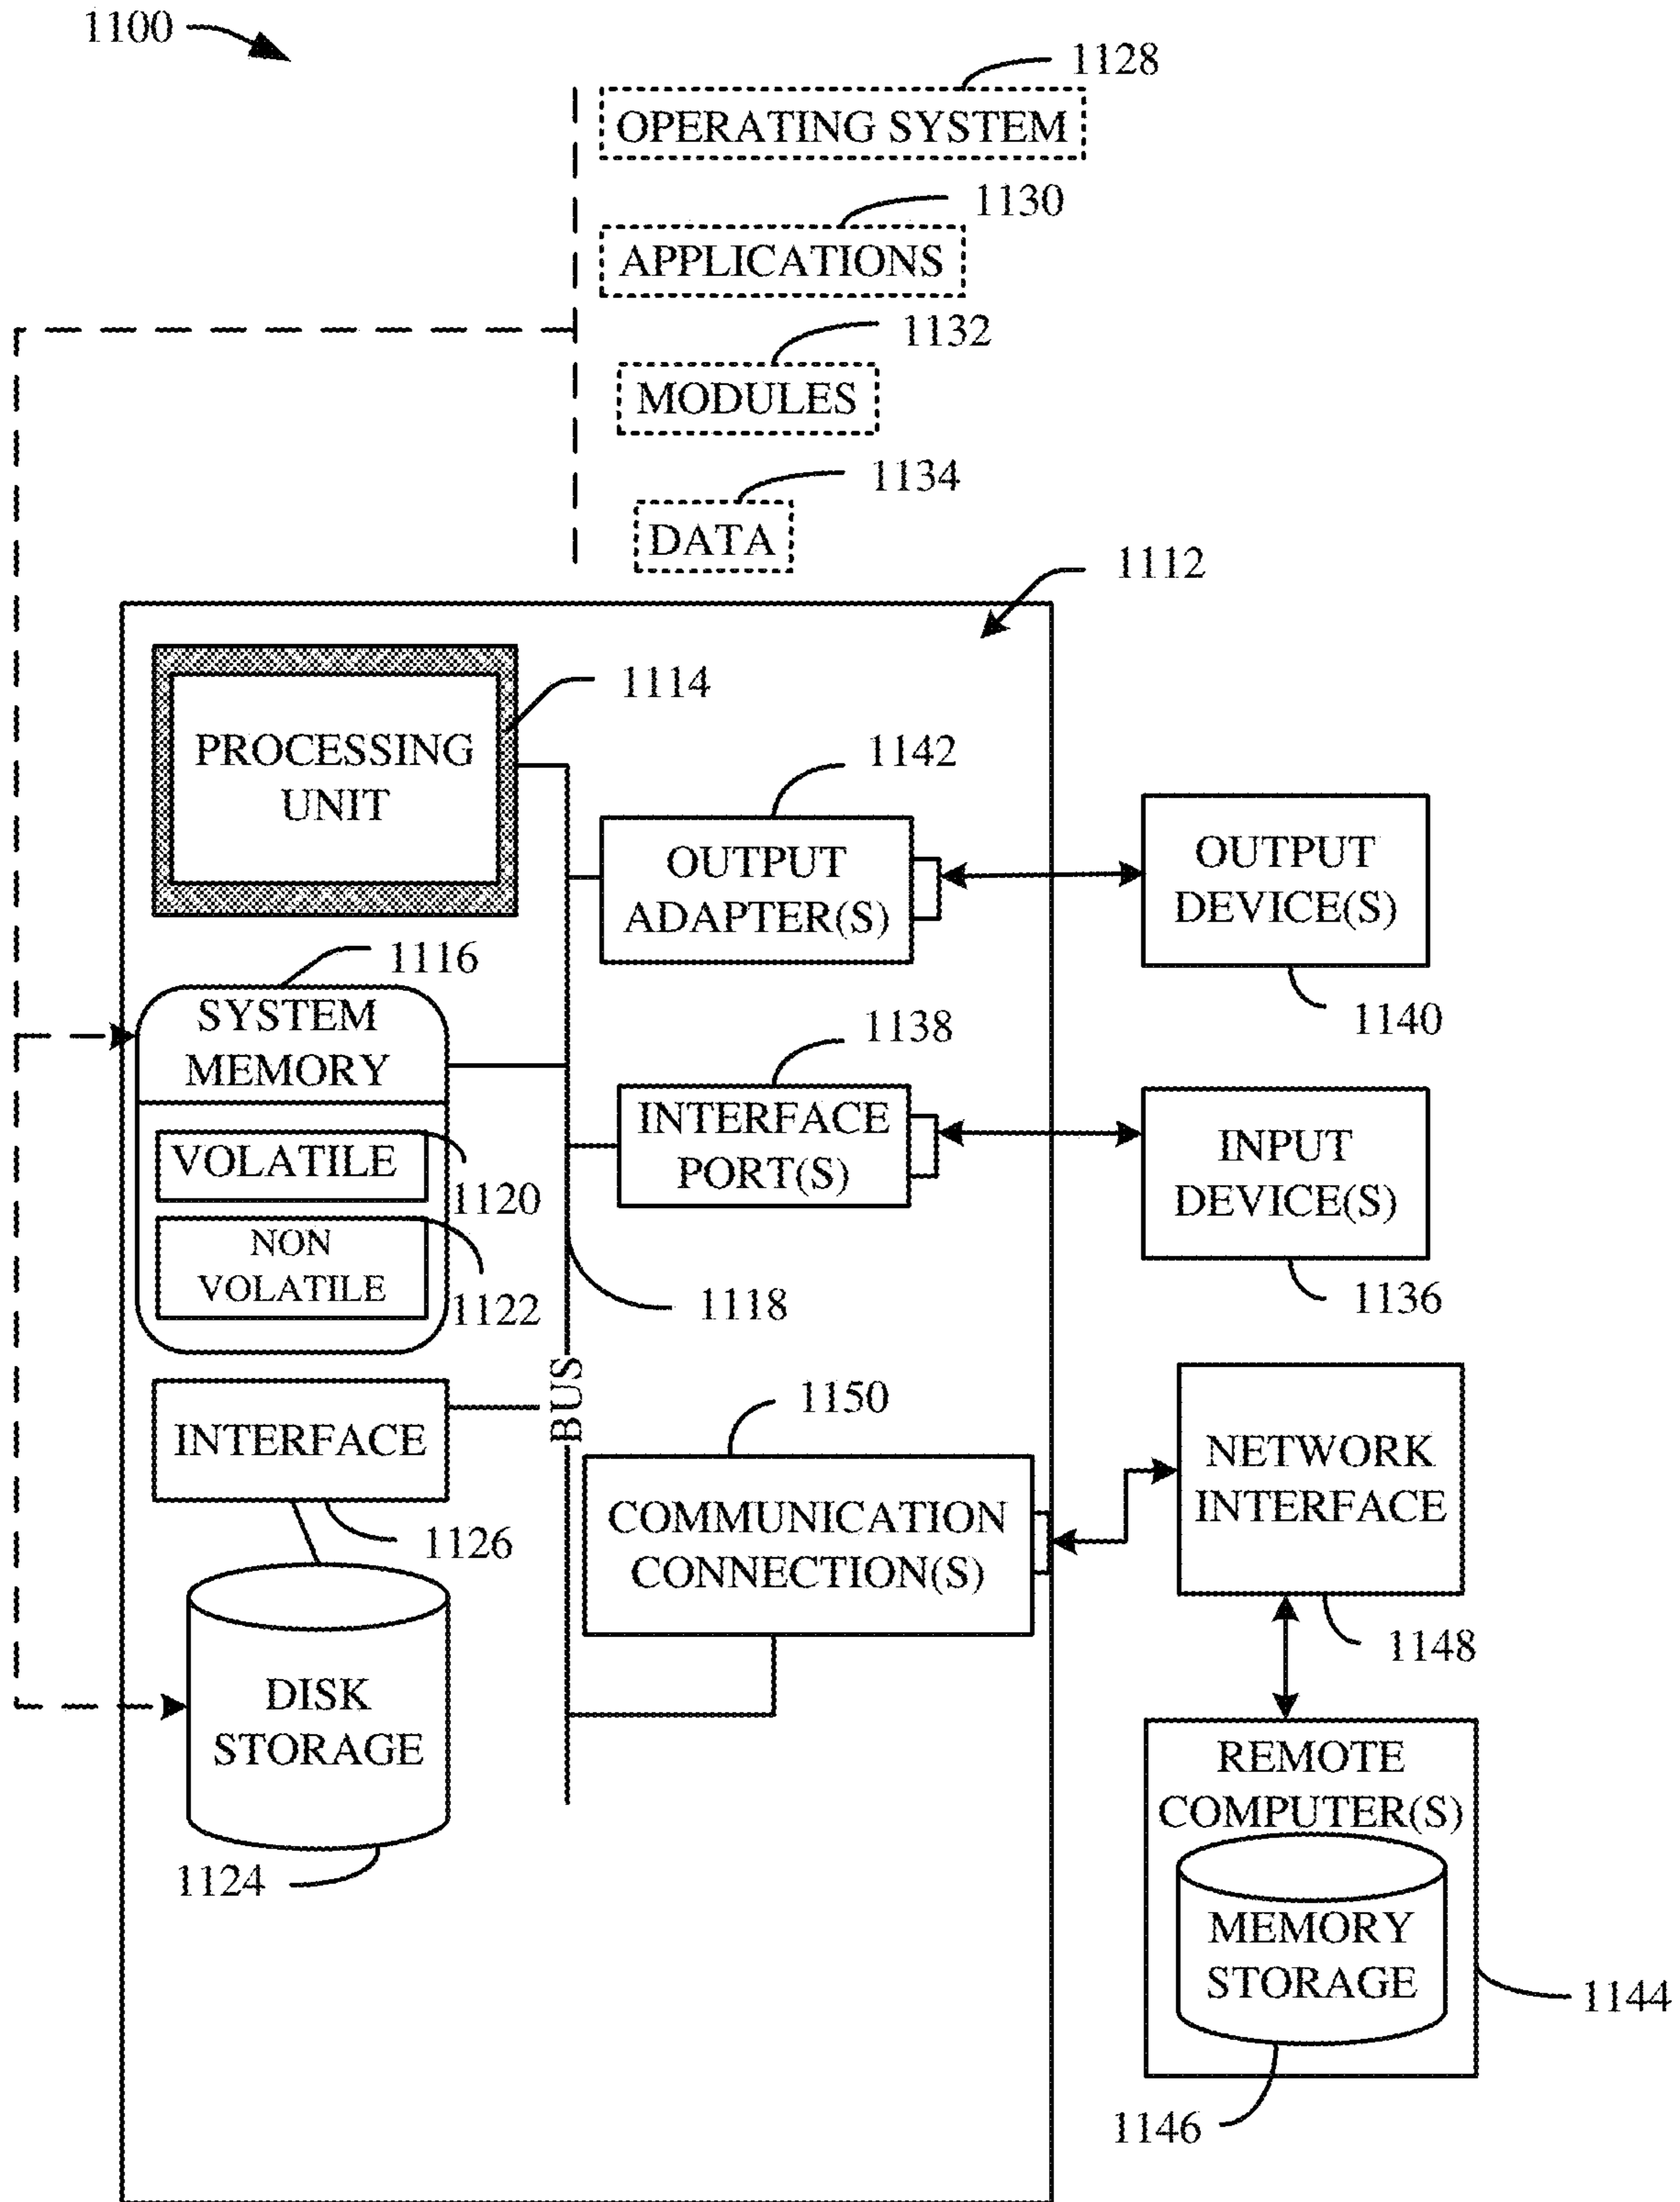 1100
1128
OPERATING SYSTEM
1130
APPLICATIONS
1132
MODULES
1134
DATA
1112
1114
PROCESSING
UNIT
1142
OUTPUT
ADAPTER(S)
OUTPUT
DEVICE(S)
1140
1116
SYSTEM
MEMORY
VOLATILE
1120
NON
VOLATILE
1122
1138
INTERFACE
PORT(S)
INPUT
DEVICE(S)
1136
1118
BUS
INTERFACE
1126
1150
COMMUNICATION
CONNECTION(S)
NETWORK
INTERFACE
1148
DISK
STORAGE
1124
REMOTE
COMPUTER(S)
MEMORY
STORAGE
1144
1146